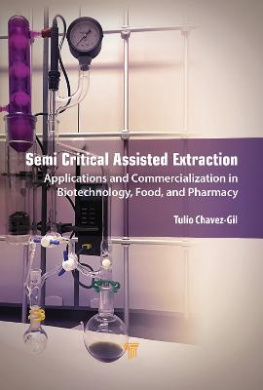 Semi Critical Assisted Extraction
Applications and Commercialization in
Biotechnology, Food, and Pharmacy
Tulio Chavez-Gil